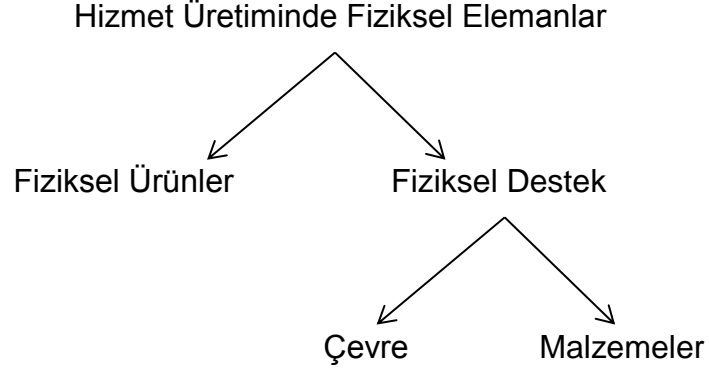 Hizmet Üretiminde Fiziksel Elemanlar
Fiziksel Ürünler
Fiziksel Destek
Çevre
Malzemeler